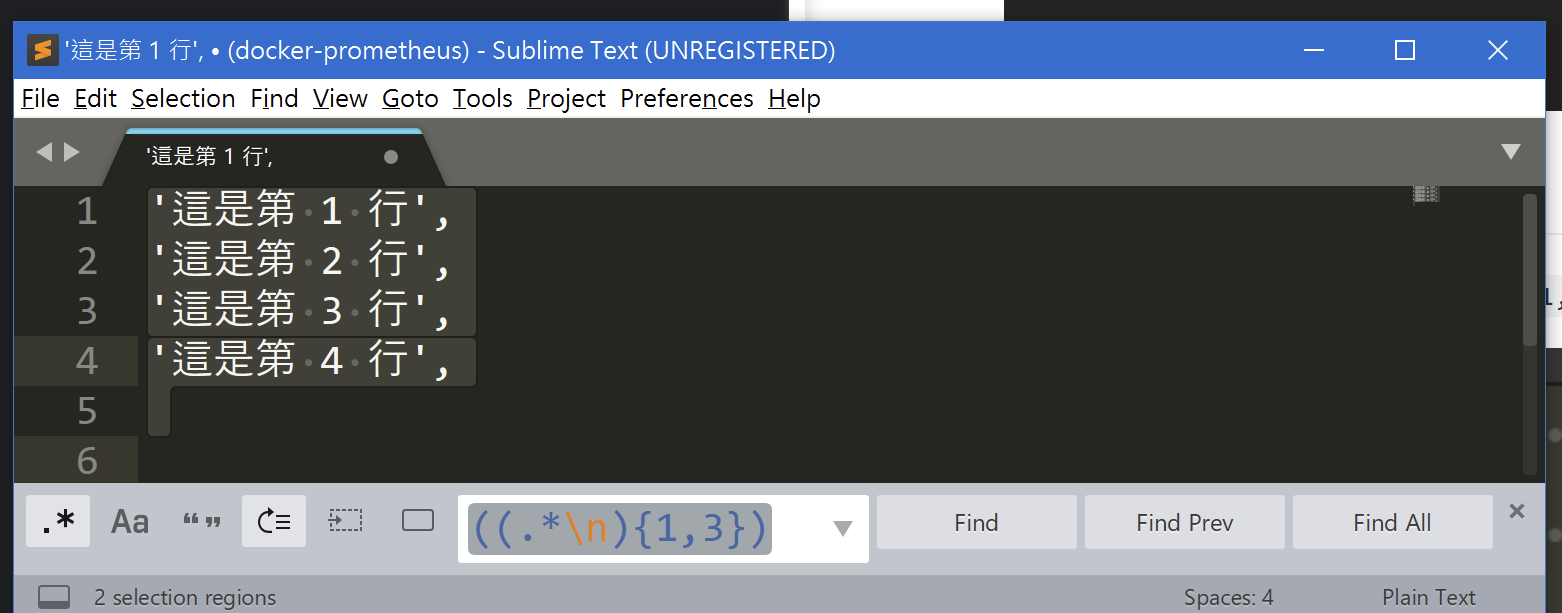 '這是第 1 行', • (docker-prometheus) - Sublime Text (UNREGISTERED)
File Edit Selection Find View Goto Tools Project Preferences Help
'這是第 1 行',
1 '這是第 1 行',
2 '這是第 2 行',
3 '這是第 3 行',
4 '這是第 4 行',
5
6
.* Aa “” ((.*\n){1,3}) Find Find Prev Find All ×
2 selection regions Spaces: 4 Plain Text
1,